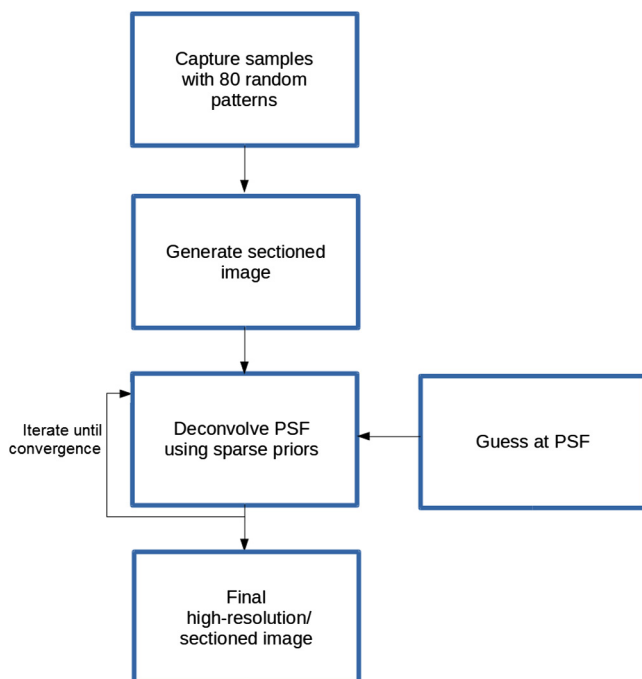 Capture samples
with 80 random
patterns
Generate sectioned
image
Iterate until
convergence
Deconvolve PSF
using sparse priors
Guess at PSF
Final
high-resolution/
sectioned image